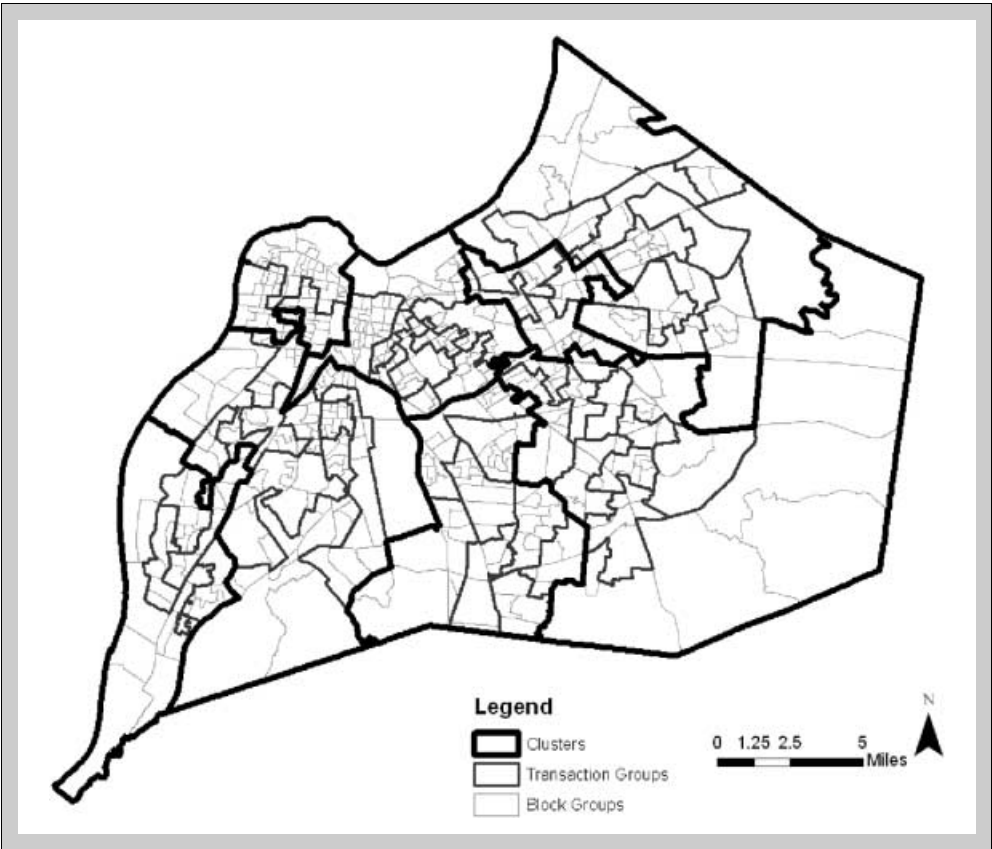 Legend
Clusters
Transaction Groups
Block Groups
N
0 1.25 2.5 5
Miles